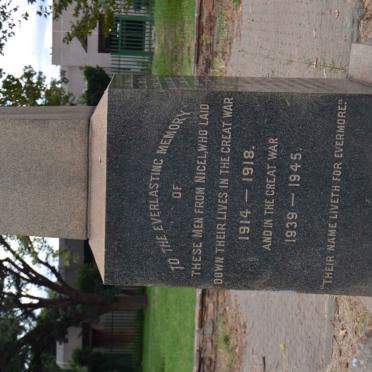 TO THE EVERLASTING MEMORY
OF
THESE MEN FROM NIGEL, WHO LAID
DOWN THEIR LIVES IN THE GREAT WAR
1914 — 1918.
AND IN THE GREAT WAR
1939 — 1945.
"THEIR NAME LIVETH FOR EVERMORE."